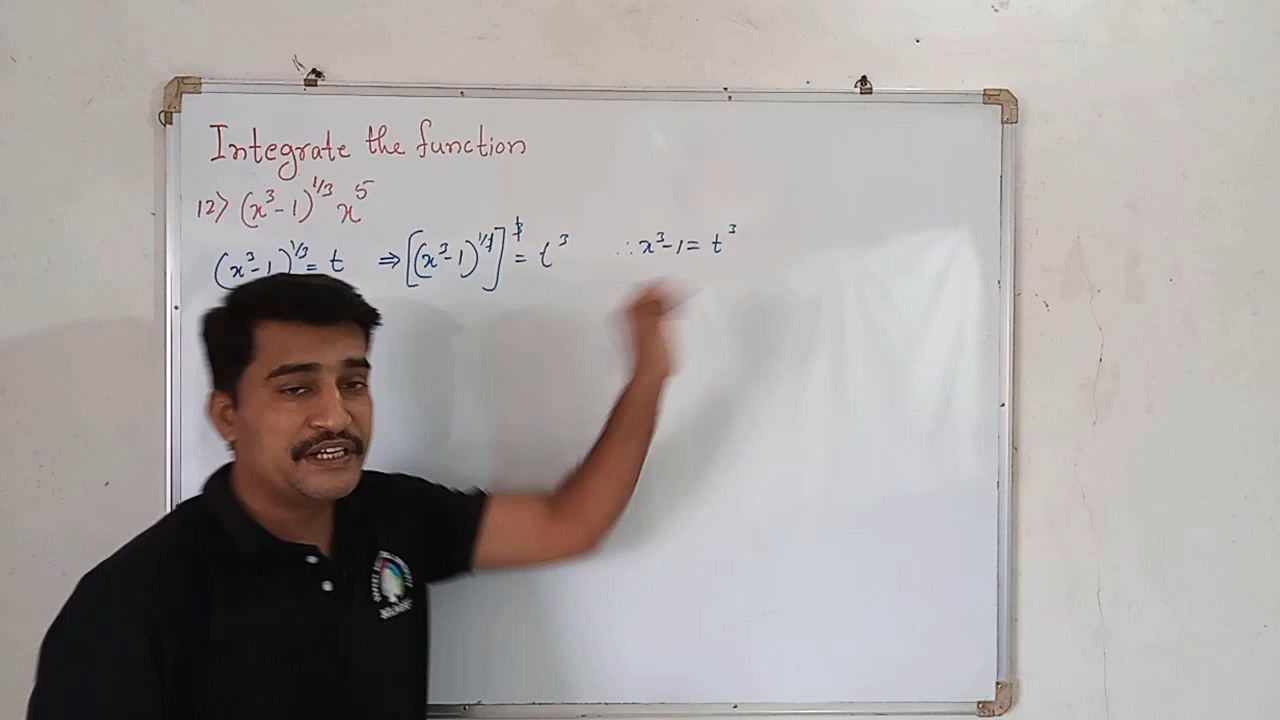 Integrate the function
12> (x³-1)^1/3 x⁵
(x³-1)^1/3 = t ⇒ [(x³-1)^1/3]^3 = t³ ∴ x³-1 = t³